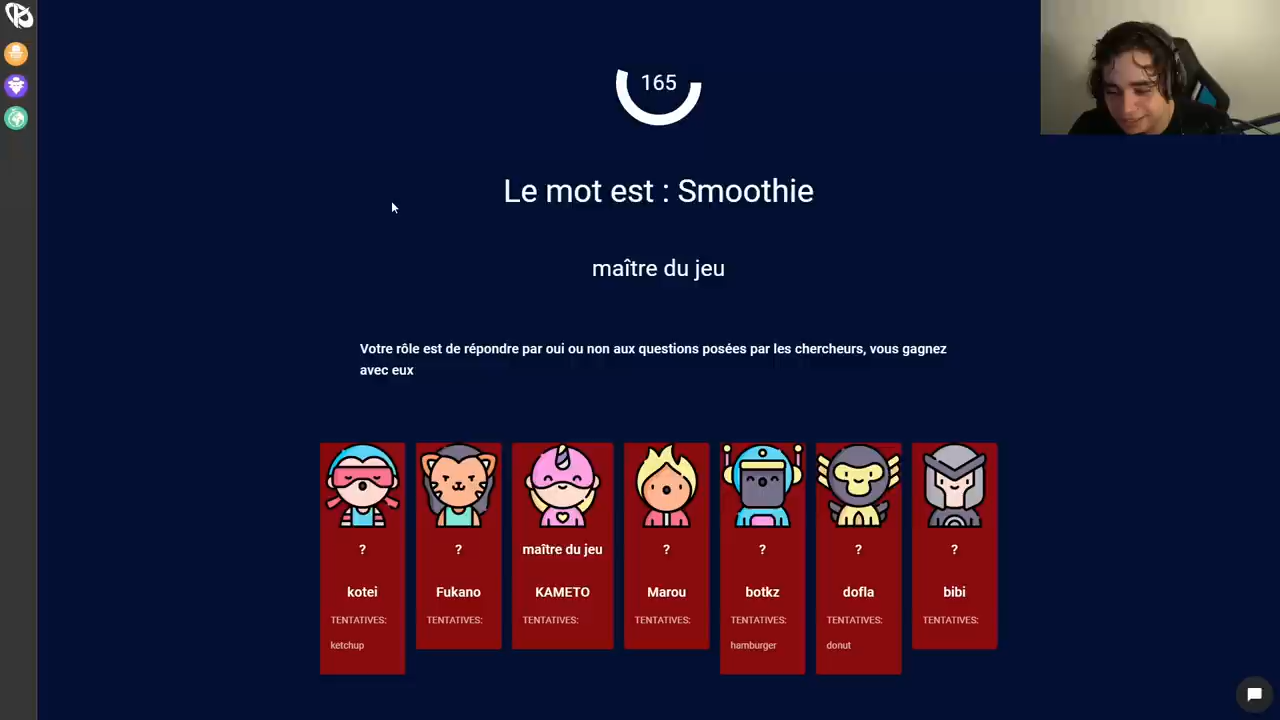 165
Le mot est : Smoothie
maître du jeu
Votre rôle est de répondre par oui ou non aux questions posées par les chercheurs, vous gagnez
avec eux
? ? maître du jeu ? ? ? ?
kotei Fukano KAMETO Marou botkz dofla bibi
TENTATIVES: TENTATIVES: TENTATIVES: TENTATIVES: TENTATIVES: TENTATIVES: TENTATIVES:
ketchup hamburger donut